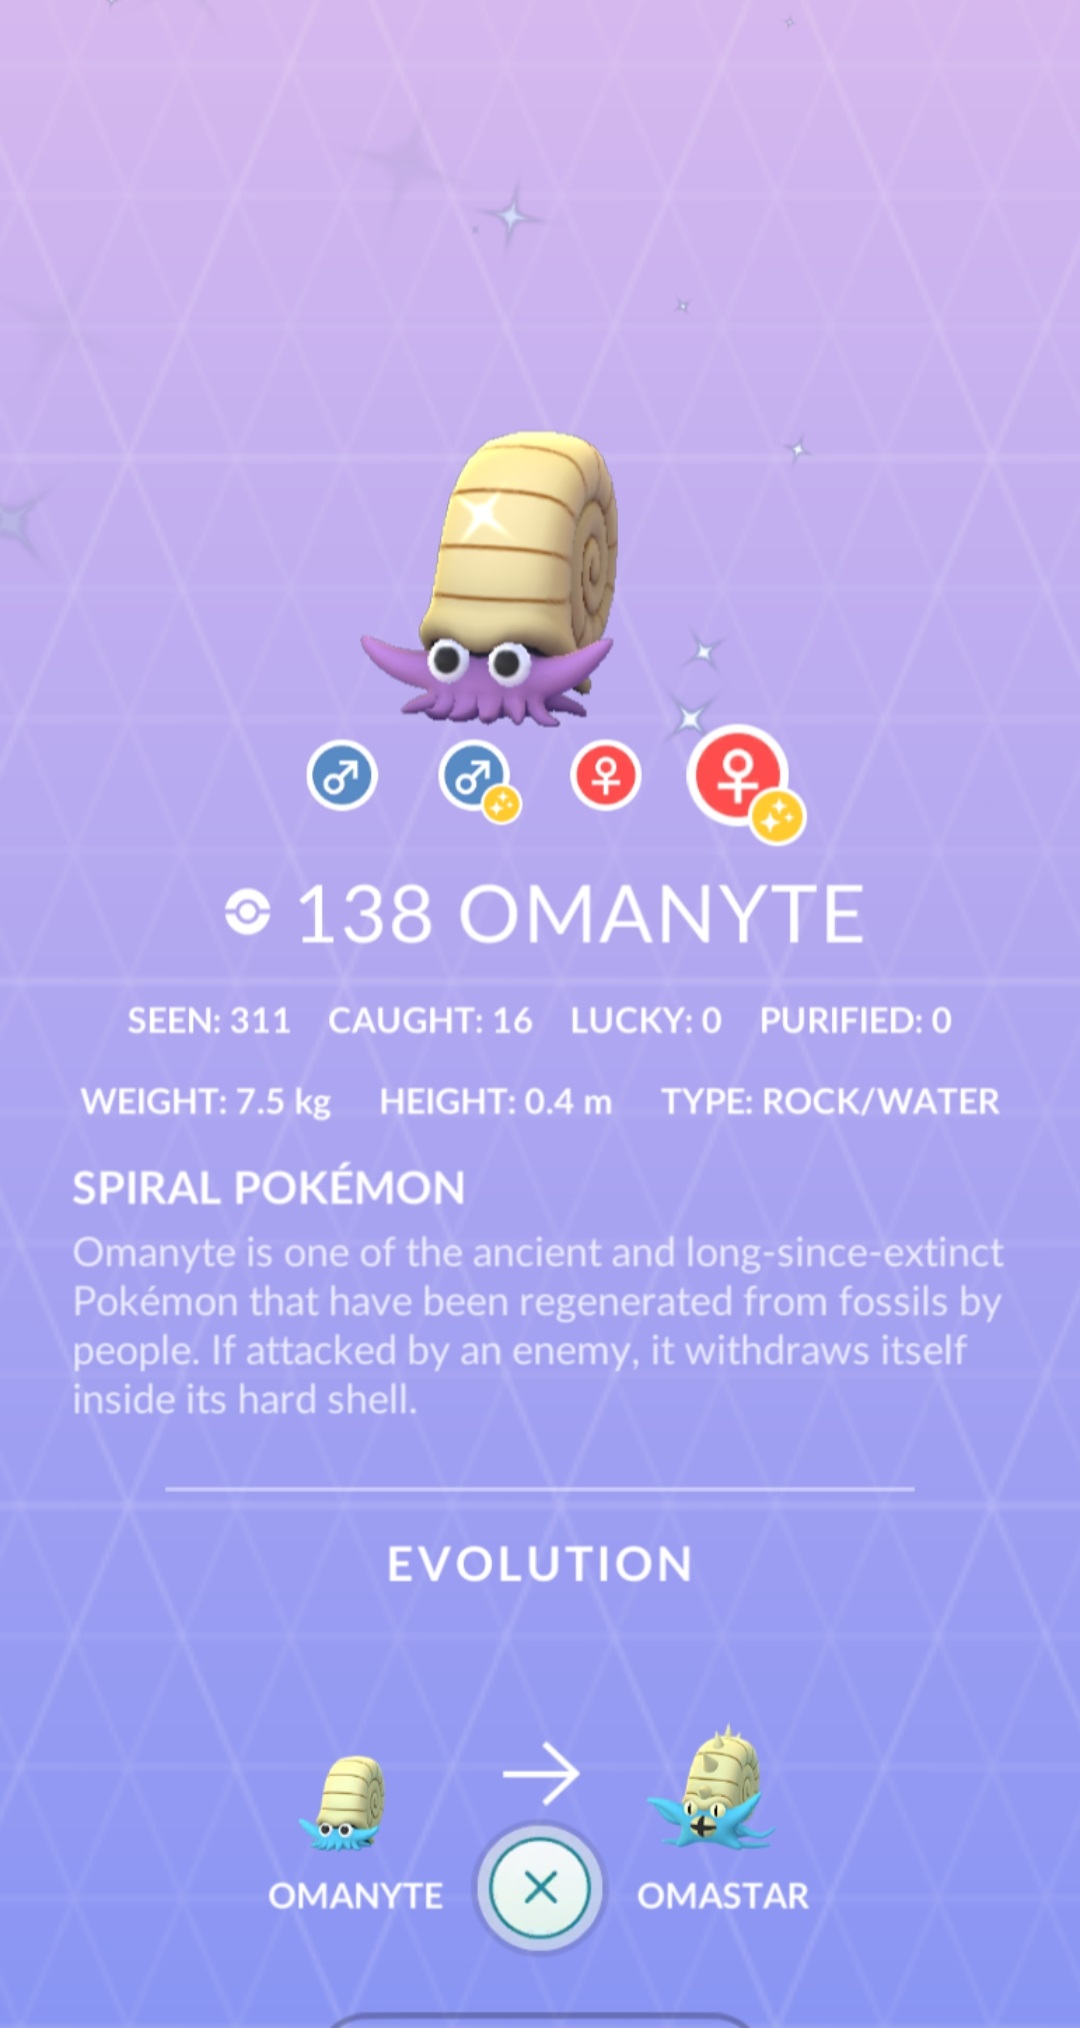 138 OMANYTE
SEEN: 311 CAUGHT: 16 LUCKY: 0 PURIFIED: 0
WEIGHT: 7.5 kg HEIGHT: 0.4 m TYPE: ROCK/WATER
SPIRAL POKÉMON
Omanyte is one of the ancient and long-since-extinct
Pokémon that have been regenerated from fossils by
people. If attacked by an enemy, it withdraws itself
inside its hard shell.
EVOLUTION
OMANYTE OMASTAR